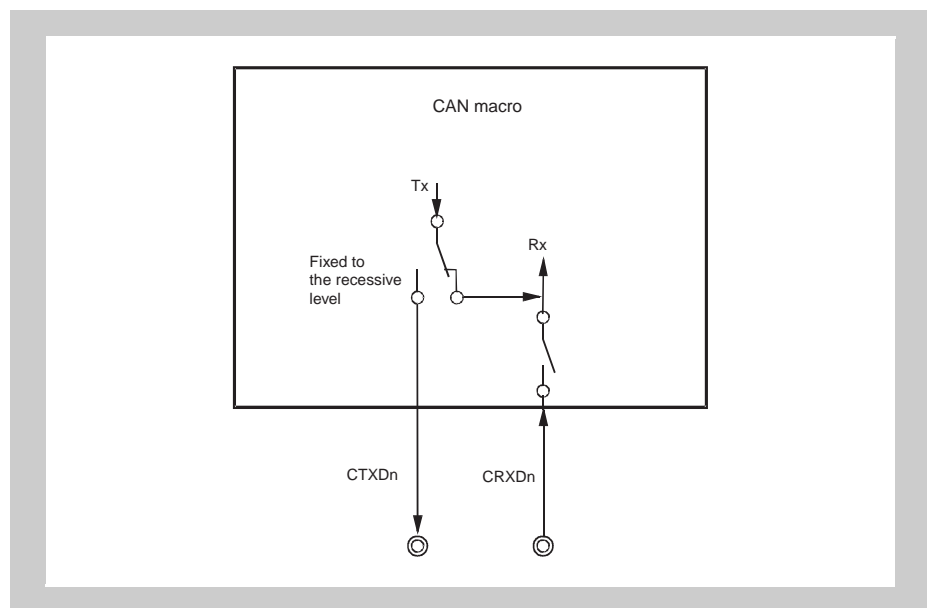 CAN macro
Tx
Rx
Fixed to
the recessive
level
CTXDn
CRXDn